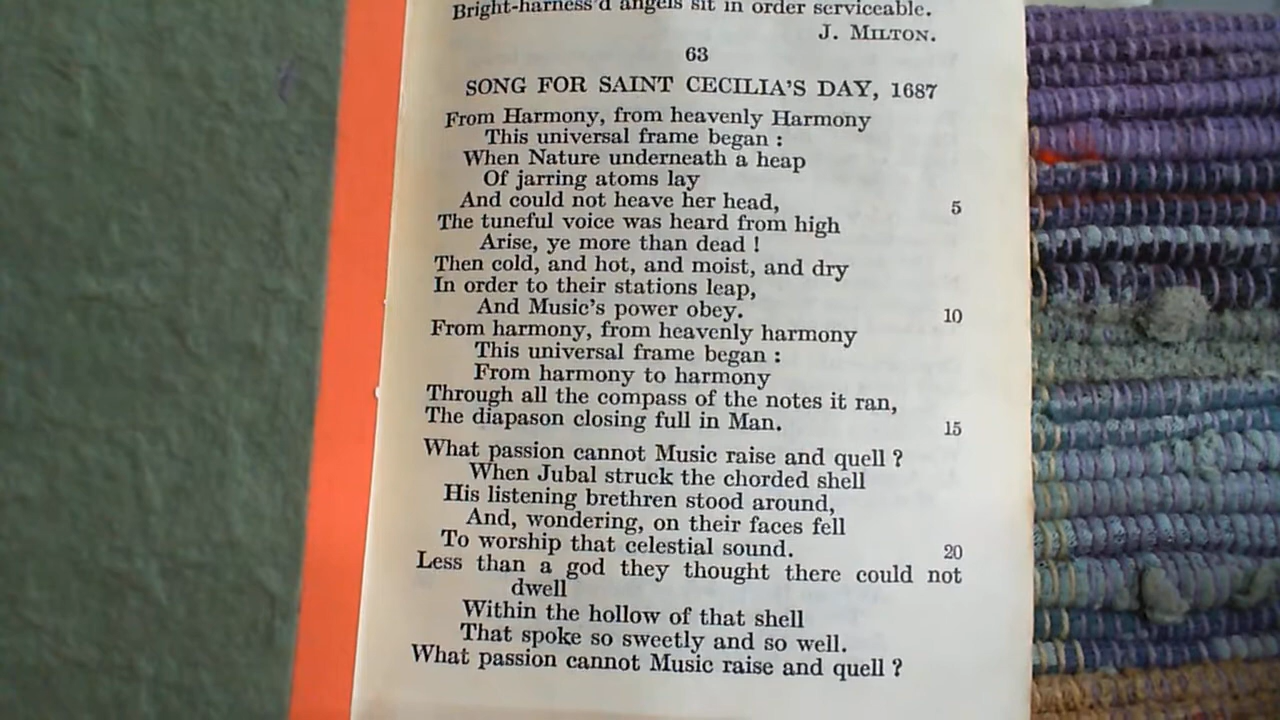 Bright-harness'd angels sit in order serviceable.
J. MILTON.
63
SONG FOR SAINT CECILIA'S DAY, 1687
From Harmony, from heavenly Harmony
This universal frame began :
When Nature underneath a heap
Of jarring atoms lay
And could not heave her head, 5
The tuneful voice was heard from high
Arise, ye more than dead !
Then cold, and hot, and moist, and dry
In order to their stations leap,
And Music's power obey. 10
From harmony, from heavenly harmony
This universal frame began :
From harmony to harmony
Through all the compass of the notes it ran,
The diapason closing full in Man. 15
What passion cannot Music raise and quell ?
When Jubal struck the chorded shell
His listening brethren stood around,
And, wondering, on their faces fell
To worship that celestial sound. 20
Less than a god they thought there could not
dwell
Within the hollow of that shell
That spoke so sweetly and so well.
What passion cannot Music raise and quell ?